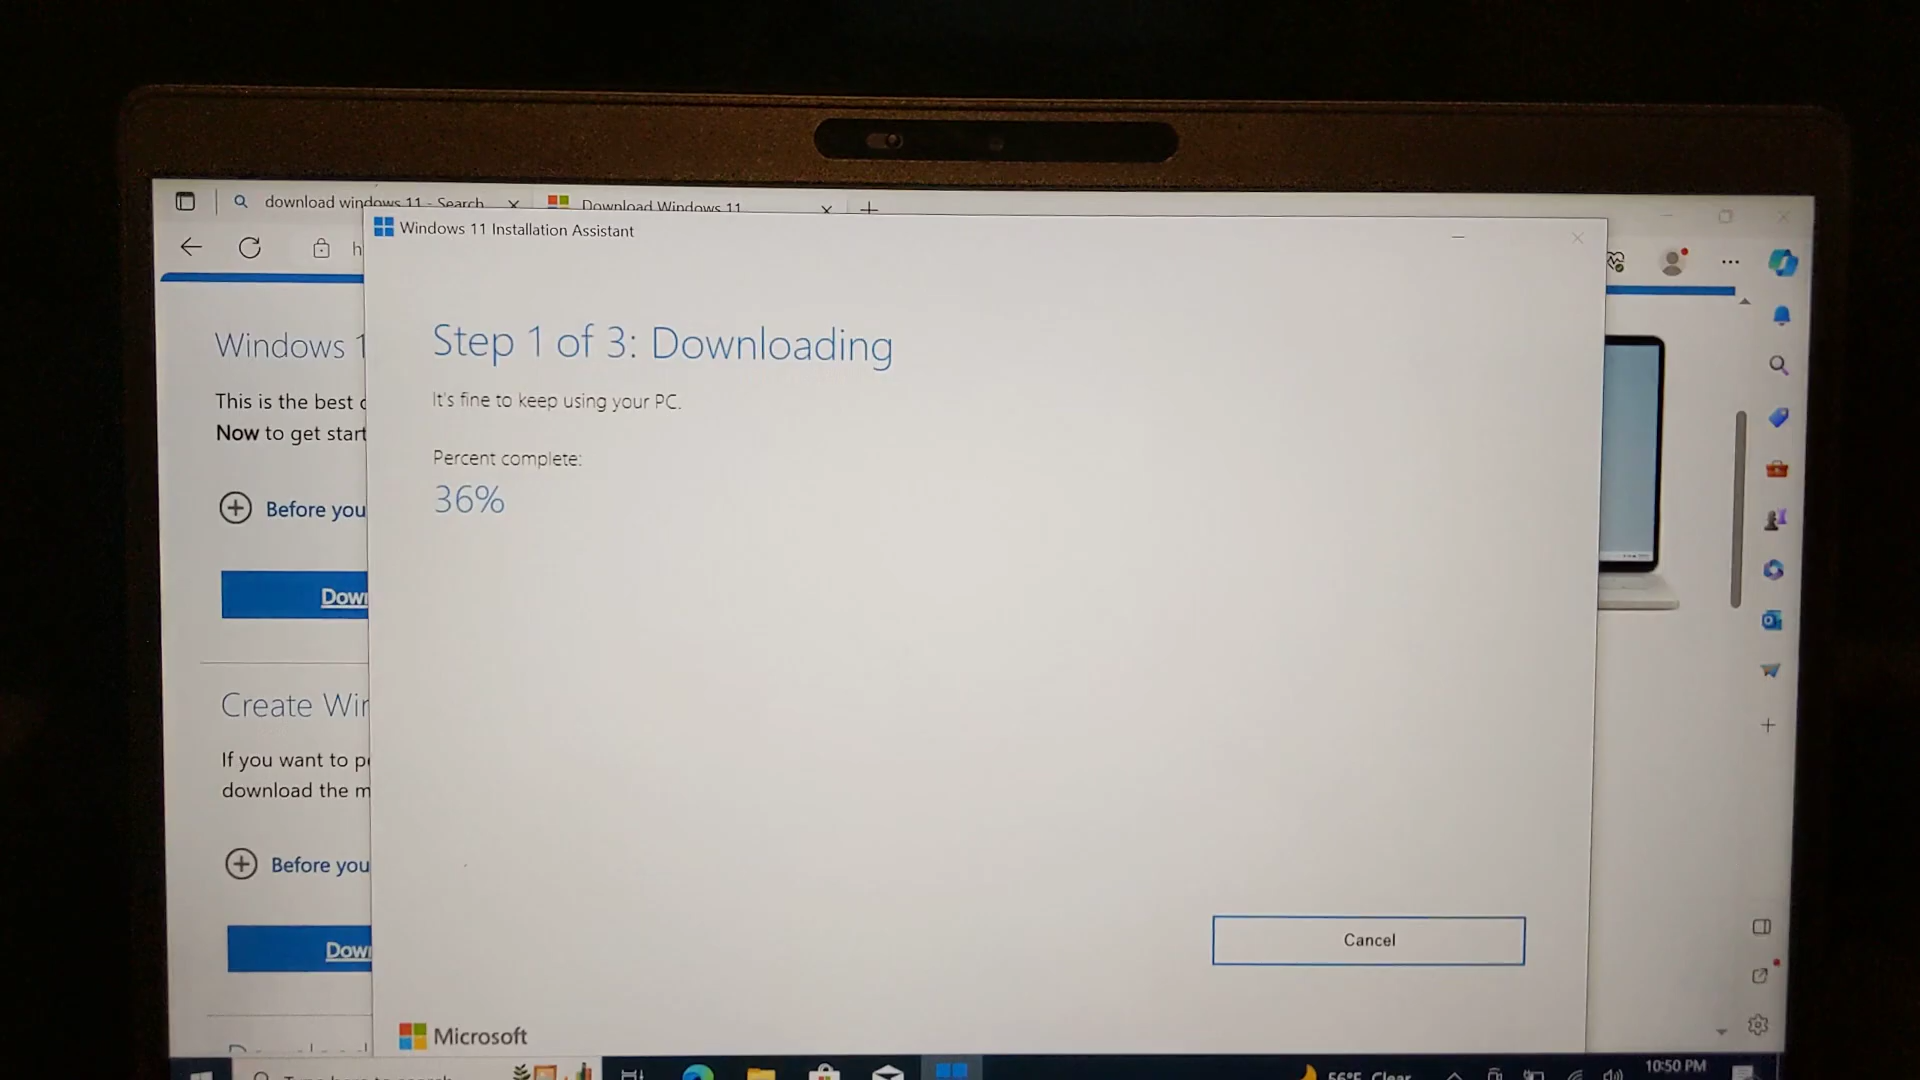 download windows 11 - Search
Download Windows 11
Windows 11 Installation Assistant
Step 1 of 3: Downloading
It's fine to keep using your PC.
Percent complete:
36%
Cancel
Microsoft
Windows
This is the best
Now to get start
Before you
Dow
Create Wi
If you want to p
download the m
Before you
Dow
56°F Clear
10:50 PM